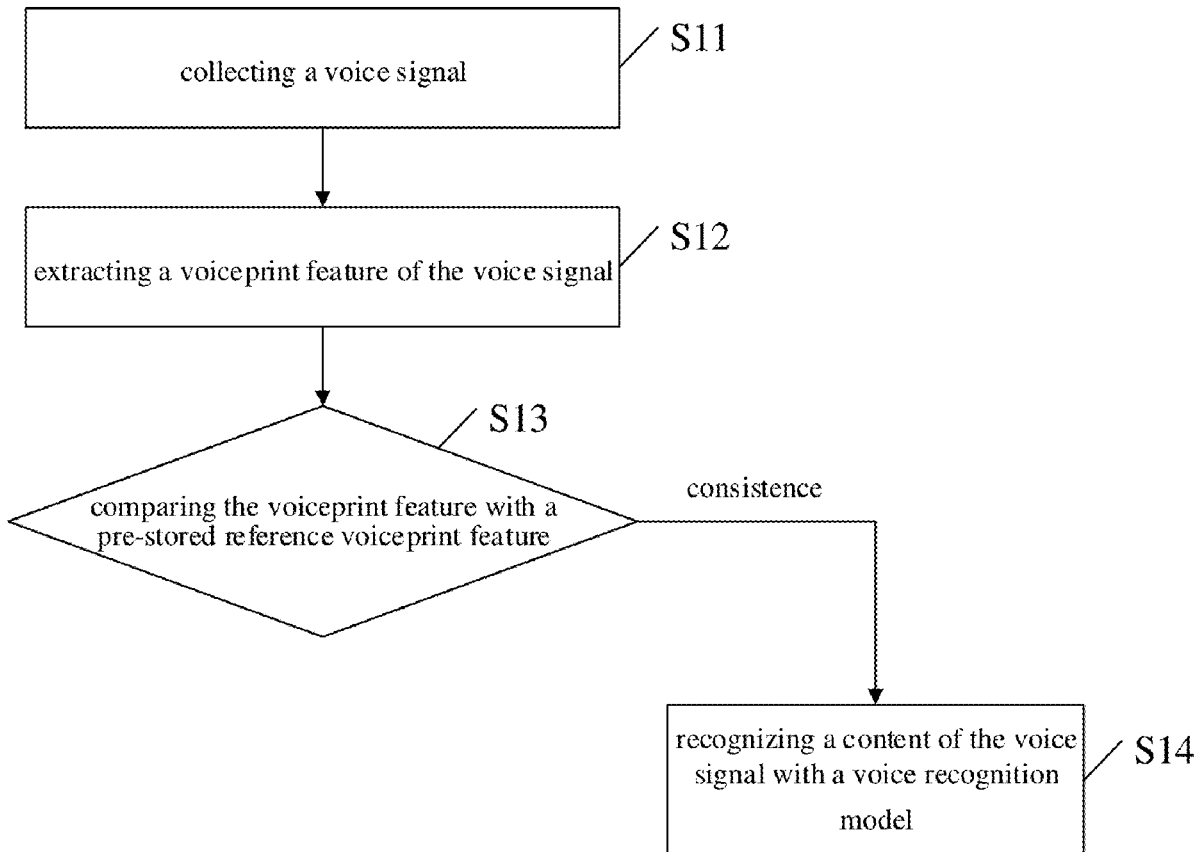 S11
collecting a voice signal
S12
extracting a voiceprint feature of the voice signal
S13
comparing the voiceprint feature with a
pre-stored reference voiceprint feature
consistence
recognizing a content of the voice
signal with a voice recognition
model
S14